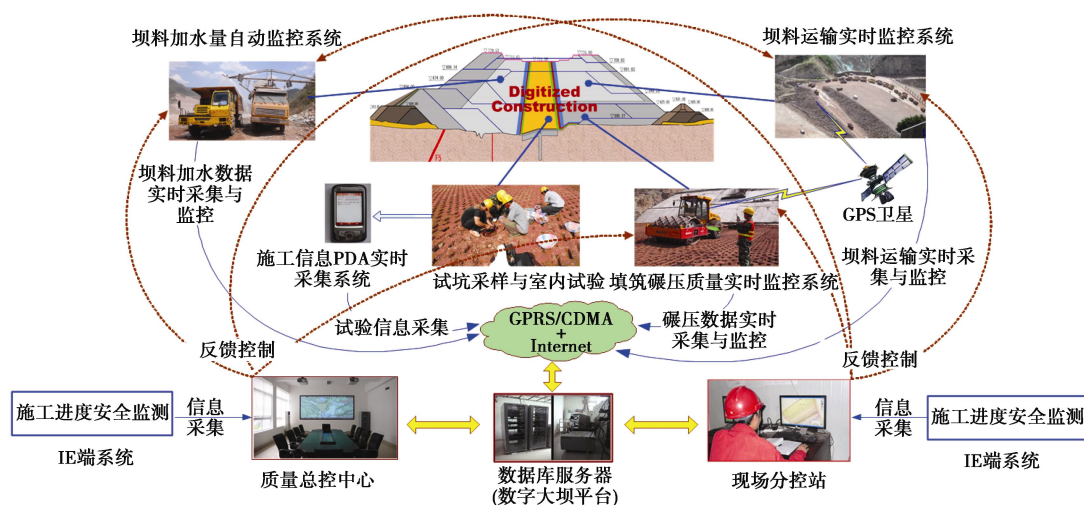 坝料加水量自动监控系统
坝料运输实时监控系统
Digitized
Construction
F5
坝料加水数据
实时采集与
监控
GPS卫星
施工信息PDA实时
采集系统
试坑采样与室内试验
填筑碾压质量实时监控系统
坝料运输实时采
集与监控
试验信息采集
GPRS/CDMA
+
Internet
碾压数据实时
采集与监控
反馈控制
反馈控制
施工进度安全监测
信息
采集
信息
采集
施工进度安全监测
IE端系统
IE端系统
质量总控中心
数据库服务器
(数字大坝平台)
现场分控站